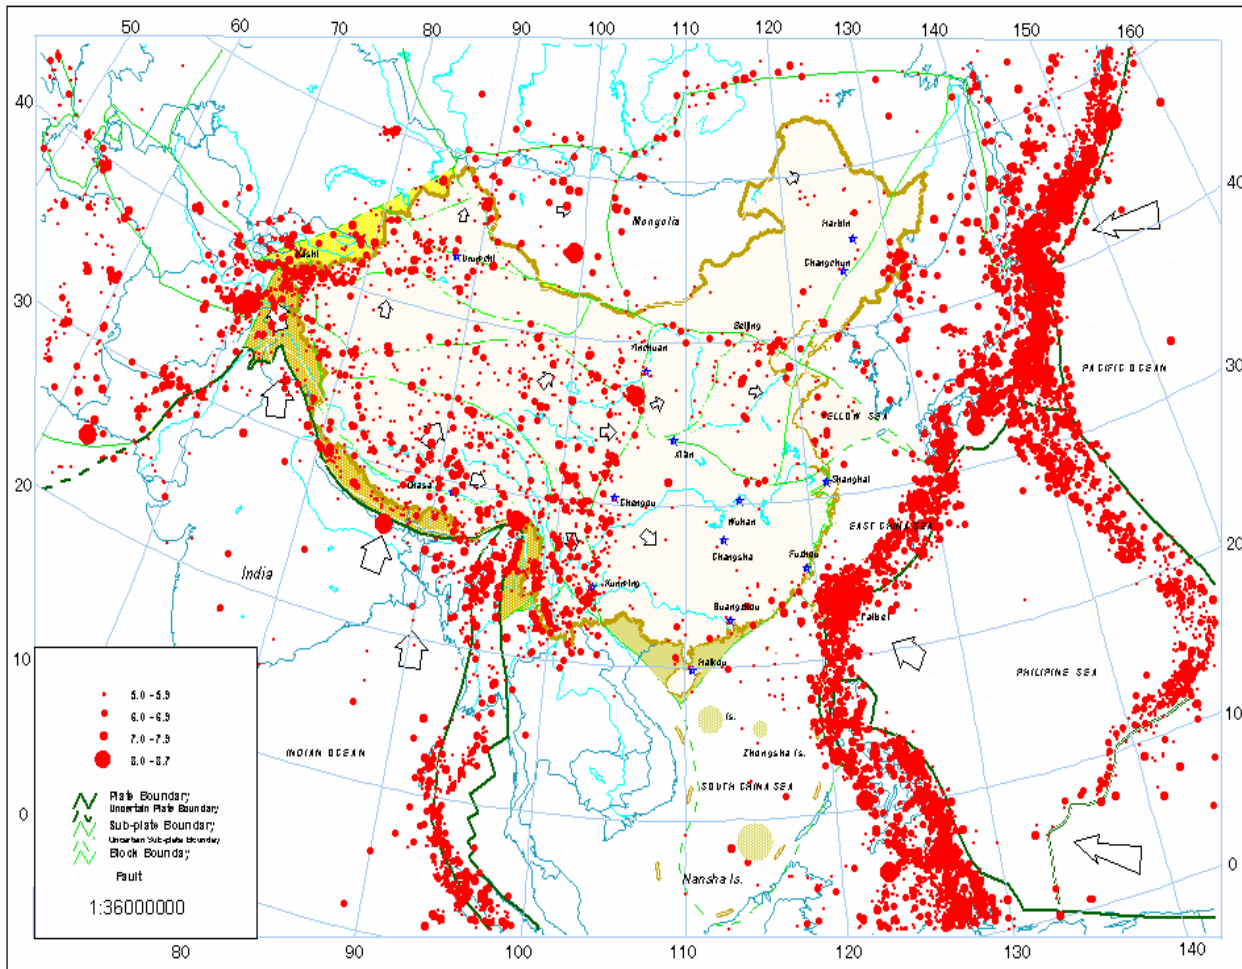 50 60 70 80 90 100 110 120 130 140 150 160
40
40
30
30
20
20
10
10
0
0
80 90 100 110 120 130 140
Mongolia
Harbin
Changchun
Kashi
Urumchi
Beijing
Yinchuan
PACIFIC OCEAN
YELLOW SEA
Xian
Lhasa
Chengdu
Shanghai
Wuhan
EAST CHINA SEA
Changsha
Fuzhou
India
Kunming
Guangzhou
Taibei
Haikou
PHILIPINE SEA
Is.
Zhongsha Is.
INDIAN OCEAN
SOUTH CHINA SEA
Nansha Is.
5.0 - 5.9
6.0 - 6.9
7.0 - 7.9
8.0 - 8.7
Plate Boundary
Uncertain Plate Boundary
Sub-plate Boundary
Uncertain Sub-plate Boundary
Block Boundary
Fault
1:36000000